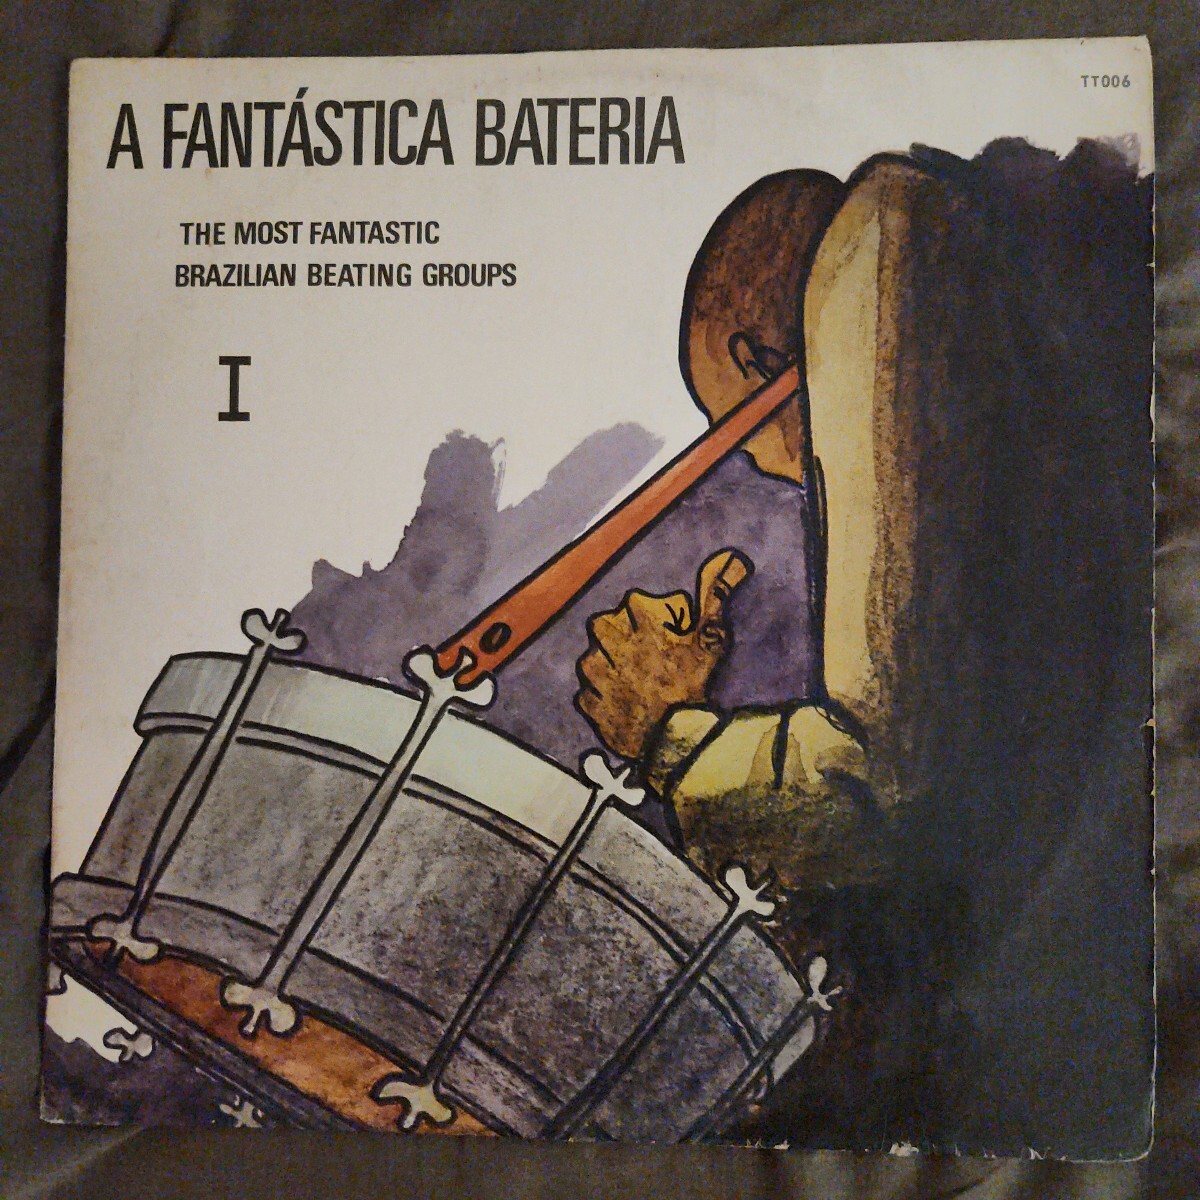 TT006
A FANTÁSTICA BATERIA
THE MOST FANTASTIC
BRAZILIAN BEATING GROUPS
I